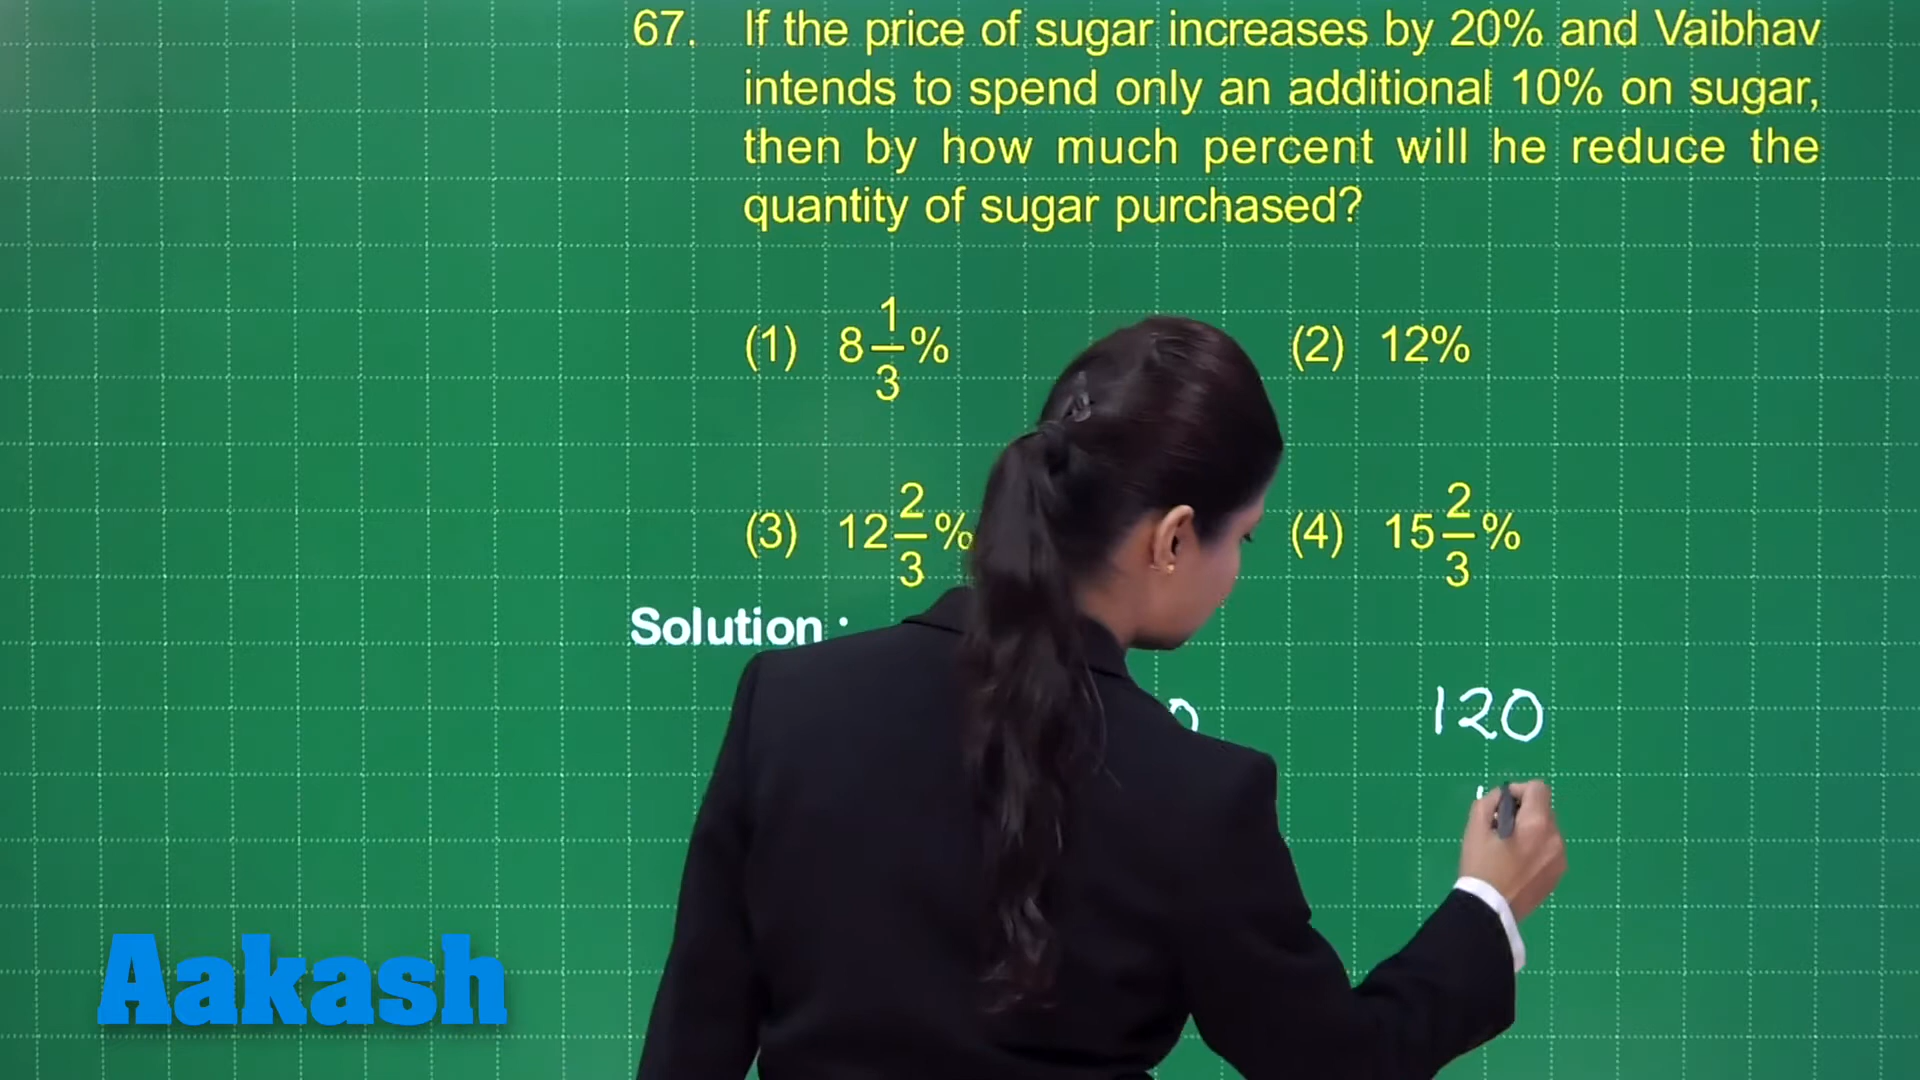 67. If the price of sugar increases by 20% and Vaibhav
intends to spend only an additional 10% on sugar,
then by how much percent will he reduce the
quantity of sugar purchased?
(1) 8 1/3 % (2) 12%
(3) 12 2/3 % (4) 15 2/3 %
Solution :
120
Aakash